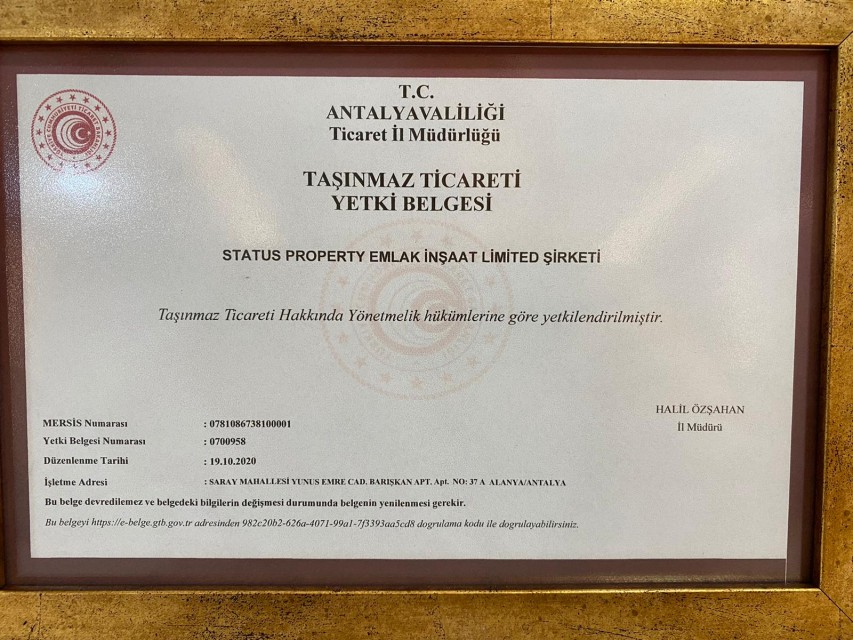 T.C.
ANTALYAVALİLİĞİ
Ticaret İl Müdürlüğü
TAŞINMAZ TİCARETİ
YETKİ BELGESİ
STATUS PROPERTY EMLAK İNŞAAT LİMİTED ŞİRKETİ
Taşınmaz Ticareti Hakkında Yönetmelik hükümlerine göre yetkilendirilmiştir.
HALİL ÖZŞAHAN
İl Müdürü
MERSİS Numarası : 0781086738100001
Yetki Belgesi Numarası : 0700958
Düzenlenme Tarihi : 19.10.2020
İşletme Adresi : SARAY MAHALLESİ YUNUS EMRE CAD. BARIŞKAN APT. Apt. NO: 37 A ALANYA/ANTALYA
Bu belge devredilemez ve belgedeki bilgilerin değişmesi durumunda belgenin yenilenmesi gerekir.
Bu belgeyi https://e-belge.gtb.gov.tr adresinden 982c20b2-626a-4071-99a1-7f3393aa5cd8 dogrulama kodu ile dogrulayabilirsiniz.